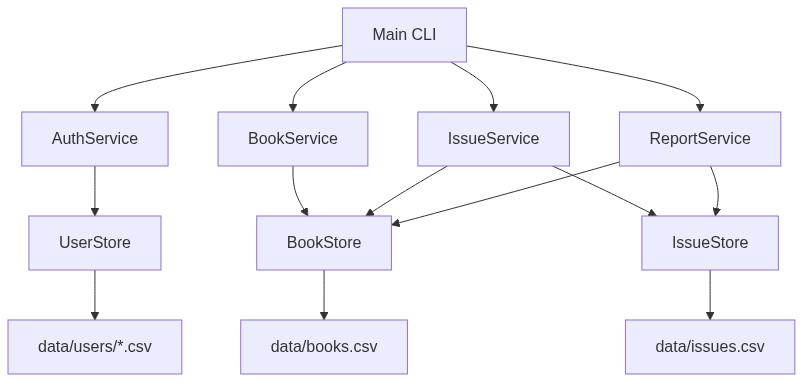 Main CLI
AuthService
BookService
IssueService
ReportService
UserStore
BookStore
IssueStore
data/users/*.csv
data/books.csv
data/issues.csv